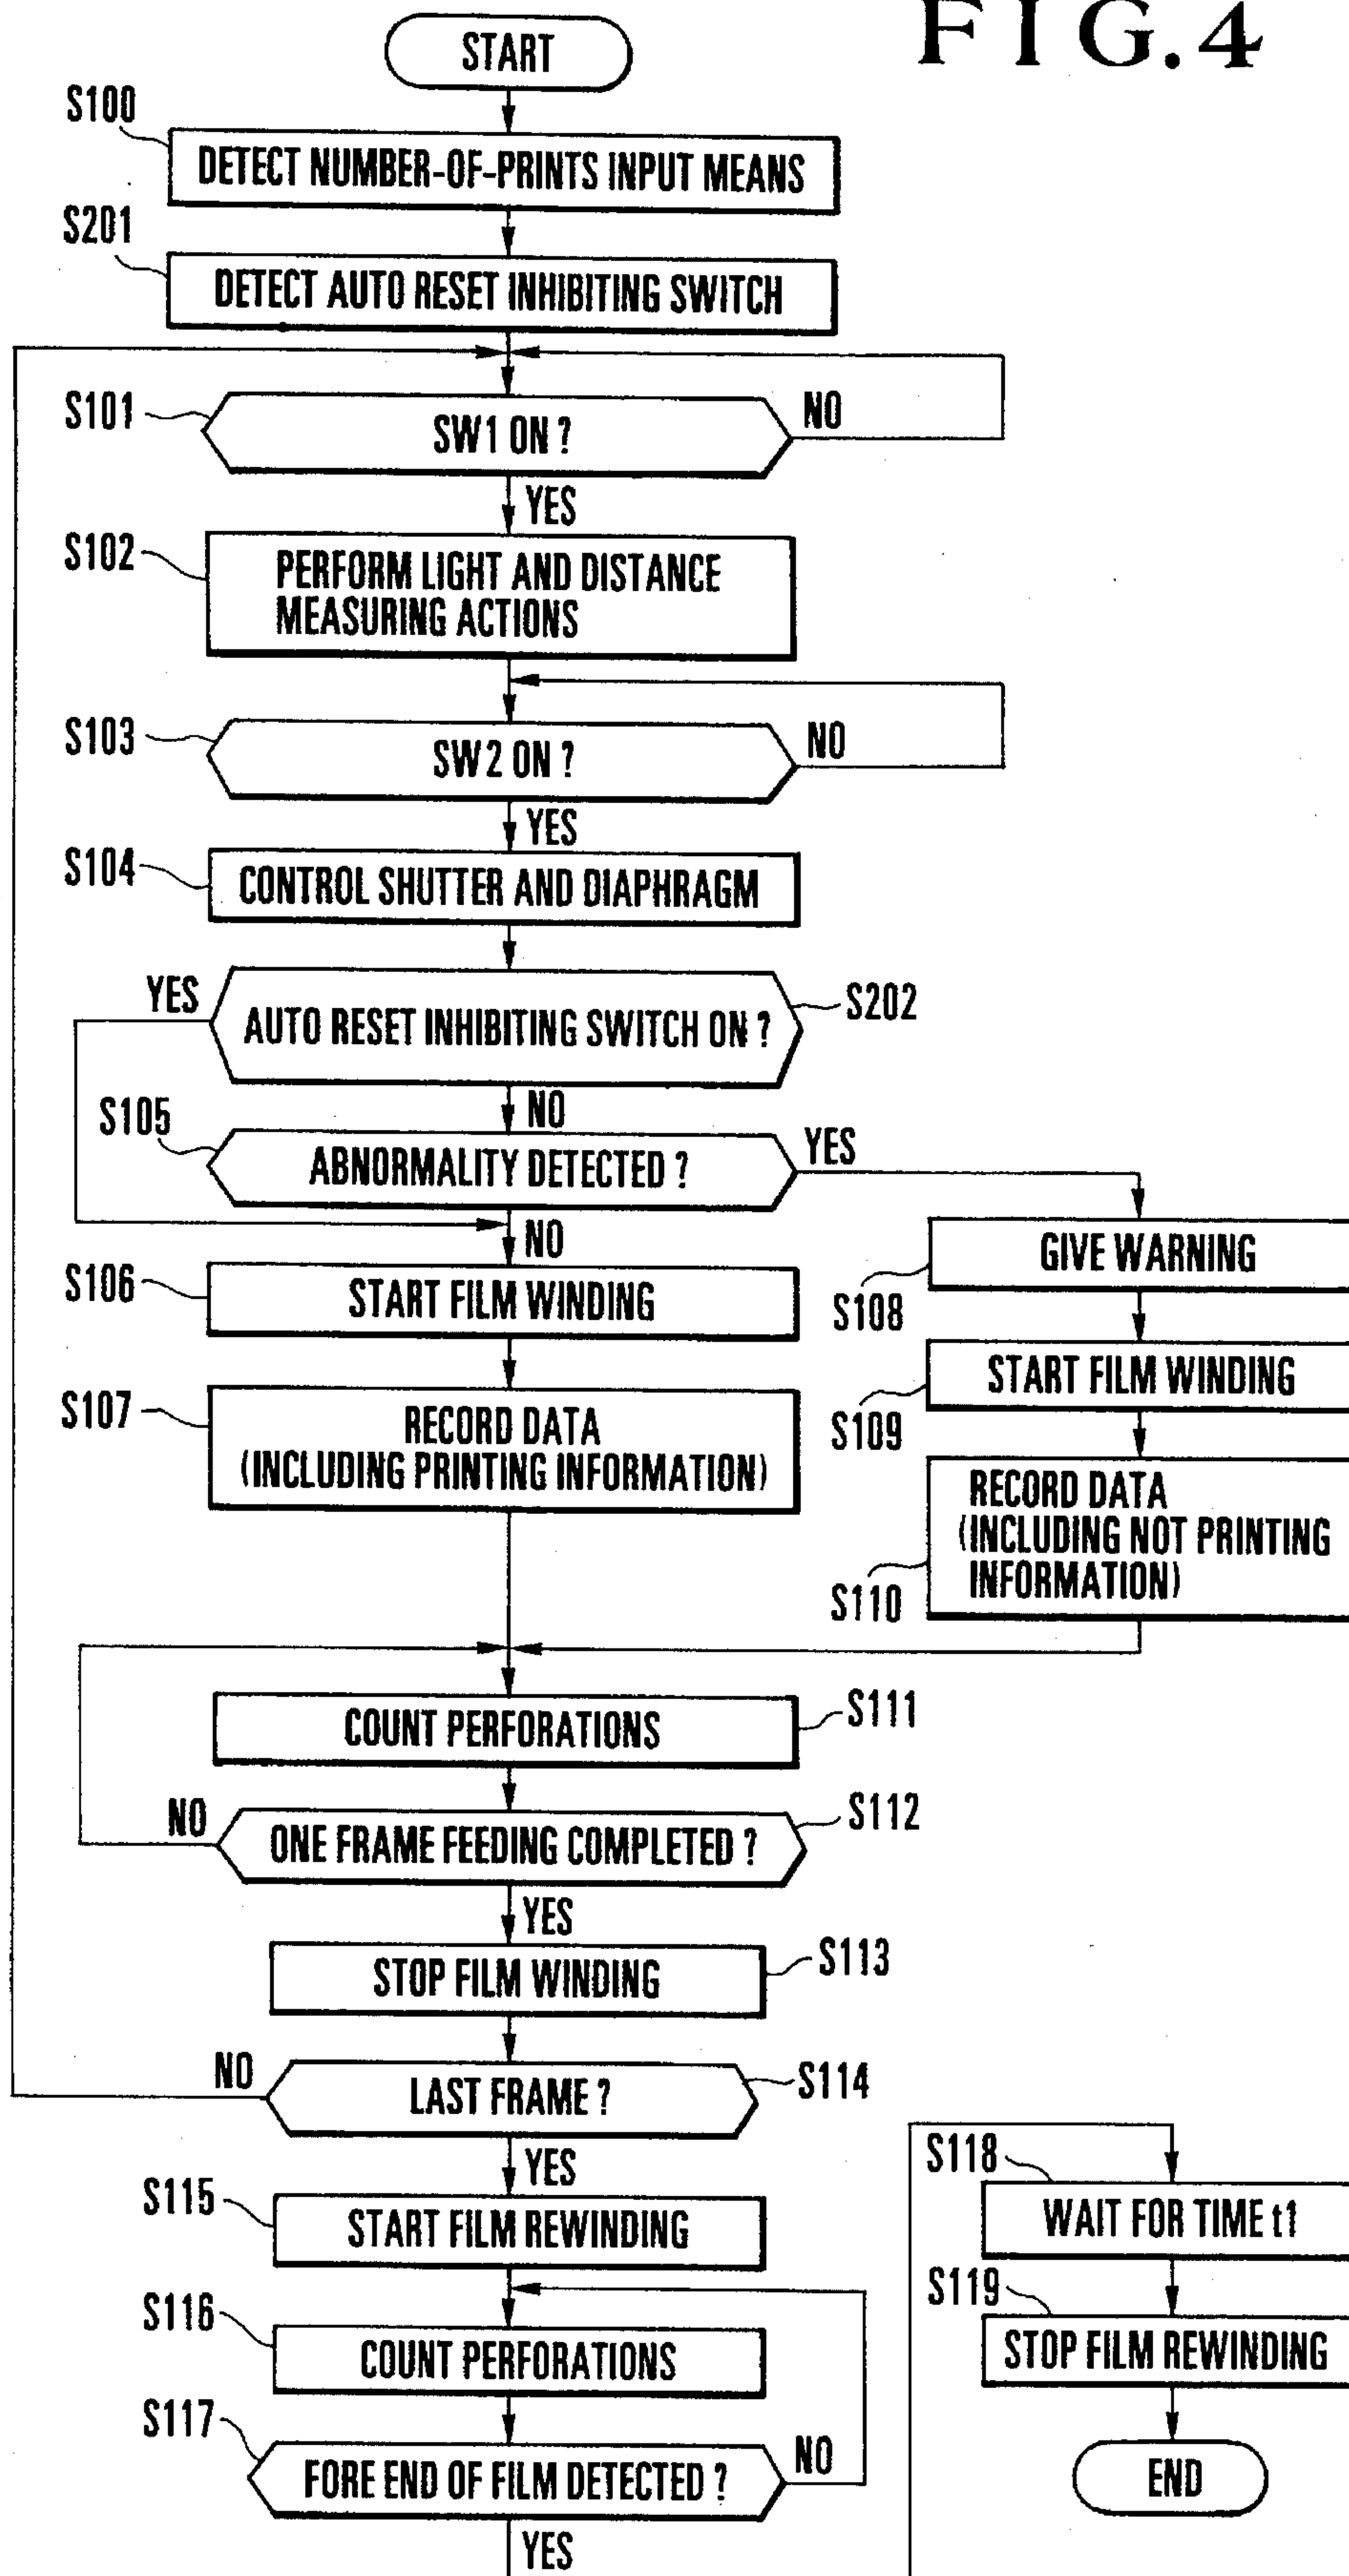 FIG.4
START
S100
DETECT NUMBER-OF-PRINTS INPUT MEANS
S201
DETECT AUTO RESET INHIBITING SWITCH
S101
SW1 ON ?
NO
YES
S102
PERFORM LIGHT AND DISTANCE
MEASURING ACTIONS
S103
SW2 ON ?
NO
YES
S104
CONTROL SHUTTER AND DIAPHRAGM
YES
AUTO RESET INHIBITING SWITCH ON ?
S202
NO
S105
ABNORMALITY DETECTED ?
YES
NO
S106
START FILM WINDING
S107
RECORD DATA
(INCLUDING PRINTING INFORMATION)
GIVE WARNING
S108
START FILM WINDING
S109
RECORD DATA
(INCLUDING NOT PRINTING
INFORMATION)
S110
COUNT PERFORATIONS
S111
NO
ONE FRAME FEEDING COMPLETED ?
S112
YES
STOP FILM WINDING
S113
NO
LAST FRAME ?
S114
YES
S115
START FILM REWINDING
S116
COUNT PERFORATIONS
S117
FORE END OF FILM DETECTED ?
NO
YES
S118
WAIT FOR TIME t1
S119
STOP FILM REWINDING
END